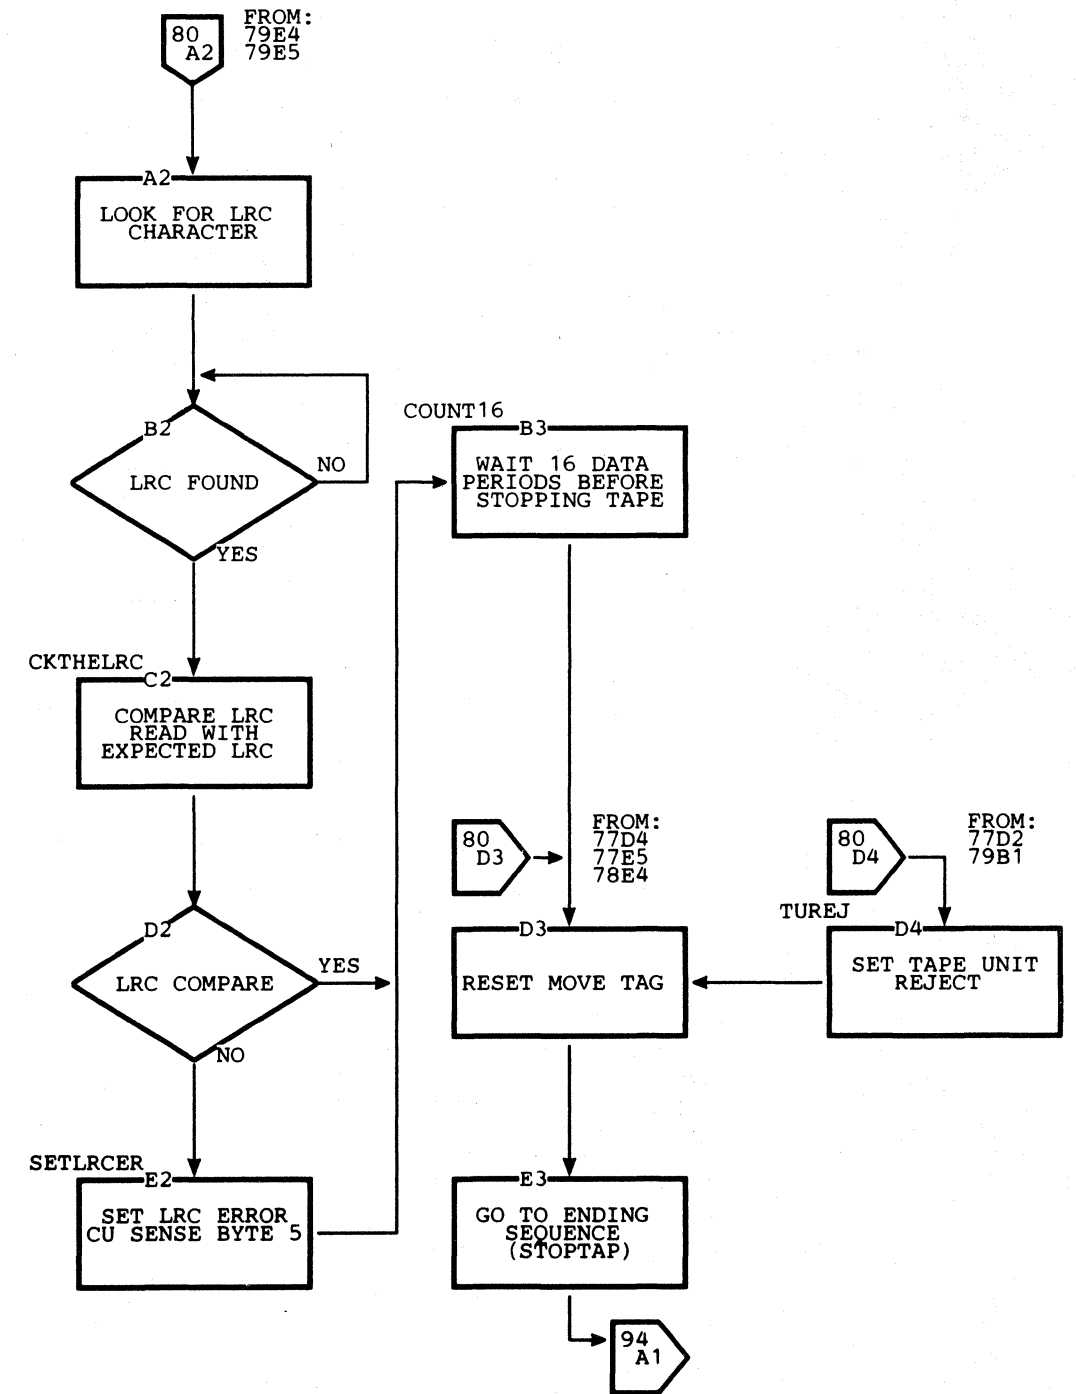 80
A2
FROM:
79E4
79E5
A2
LOOK FOR LRC
CHARACTER
B2
LRC FOUND
NO
YES
COUNT16
B3
WAIT 16 DATA
PERIODS BEFORE
STOPPING TAPE
CKTHELRC
C2
COMPARE LRC
READ WITH
EXPECTED LRC
80
D3
FROM:
77D4
77E5
78E4
80
D4
FROM:
77D2
79B1
D2
LRC COMPARE
YES
NO
D3
RESET MOVE TAG
TUREJ
D4
SET TAPE UNIT
REJECT
SETLRCER
E2
SET LRC ERROR
CU SENSE BYTE 5
E3
GO TO ENDING
SEQUENCE
(STOPTAP)
94
A1